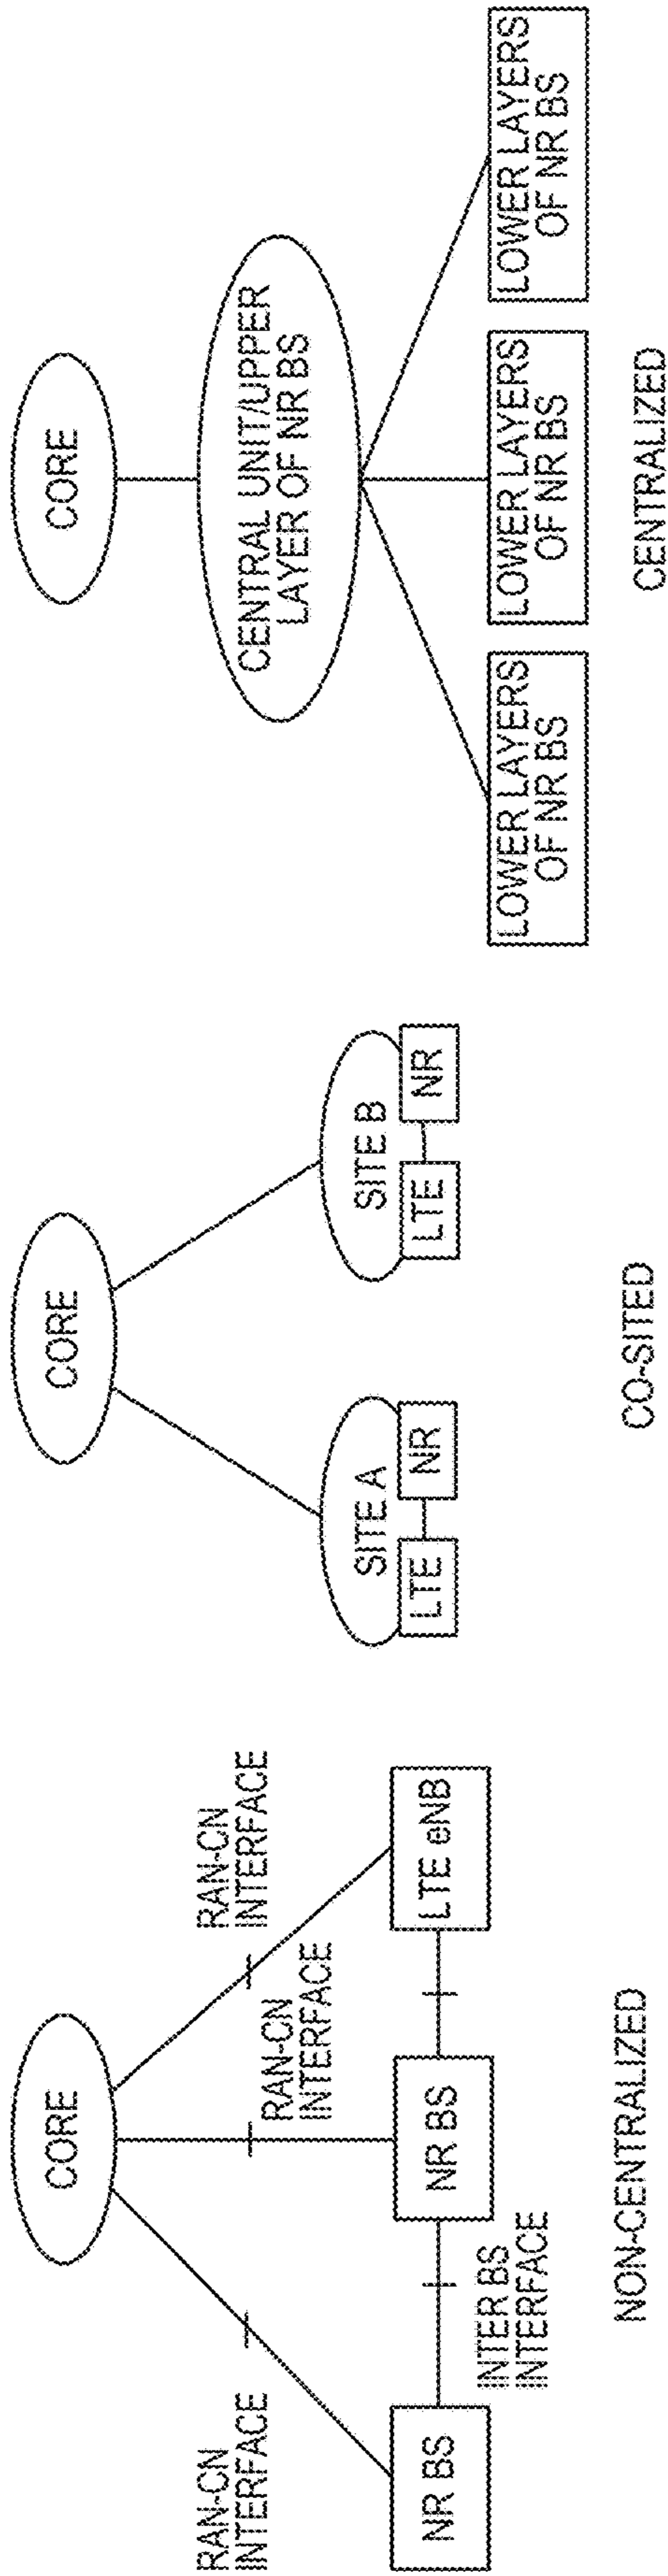 CORE
RAN-CN
INTERFACE
RAN-CN
INTERFACE
RAN-CN
INTERFACE
NR BS
NR BS
LTE eNB
INTER BS
INTERFACE
NON-CENTRALIZED
CORE
SITE A
LTE
NR
SITE B
LTE
NR
CO-SITED
CORE
CENTRAL UNIT/UPPER
LAYER OF NR BS
LOWER LAYERS
OF NR BS
LOWER LAYERS
OF NR BS
LOWER LAYERS
OF NR BS
CENTRALIZED